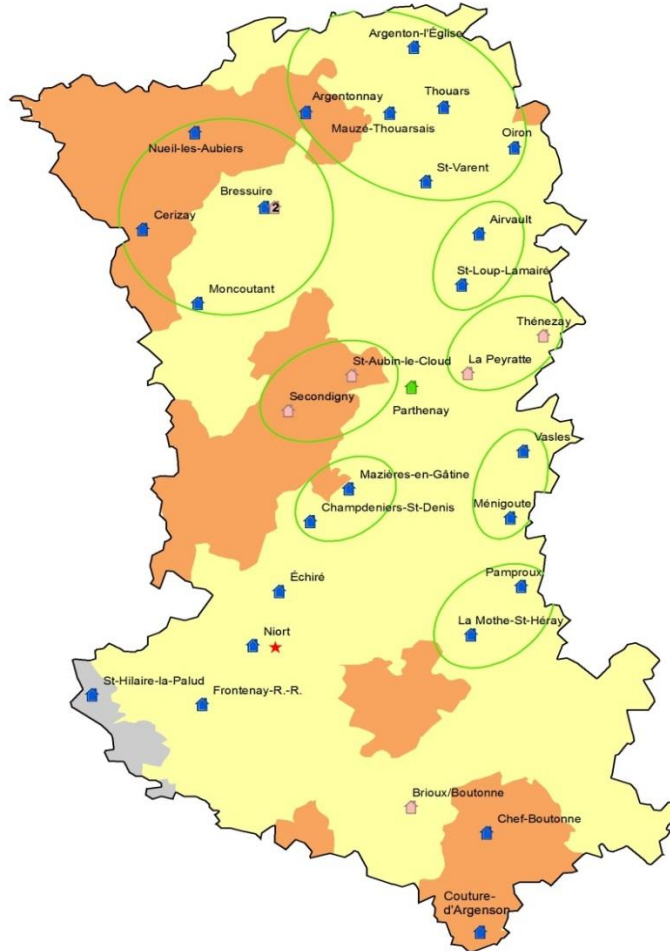 Argenton-l'Église
Argentonnay
Thouars
Mauzé-Thouarsais
Nueil-les-Aubiers
Oiron
St-Varent
Bressuire
2
Cerizay
Airvault
St-Loup-Lamairé
Moncoutant
Thénezay
St-Aubin-le-Cloud
La Peyratte
Secondigny
Parthenay
Vasles
Mazières-en-Gâtine
Champdeniers-St-Denis
Ménigoute
Échiré
Pamproux
Niort
La Mothe-St-Héray
St-Hilaire-la-Palud
Frontenay-R.-R.
Brioux/Boutonne
Chef-Boutonne
Couture-
d'Argenson